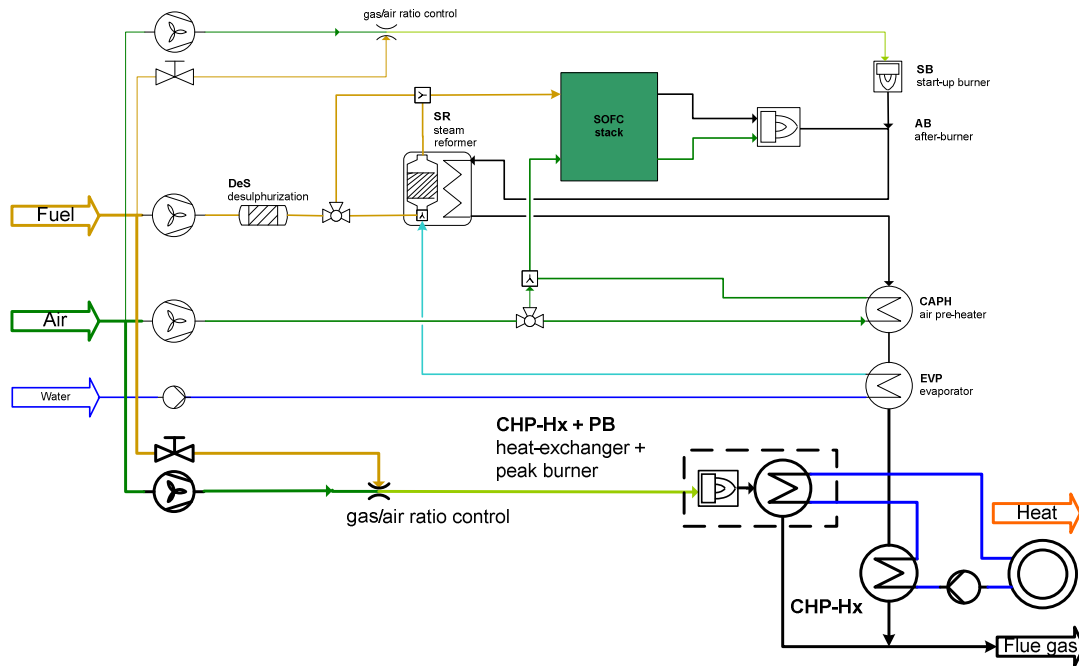 gas/air ratio control
SB
start-up burner
SOFC
stack
SR
steam
reformer
AB
after-burner
DeS
desulphurization
Fuel
CAPH
air pre-heater
Air
EVP
evaporator
Water
CHP-Hx + PB
heat-exchanger +
peak burner
gas/air ratio control
Heat
CHP-Hx
Flue gas